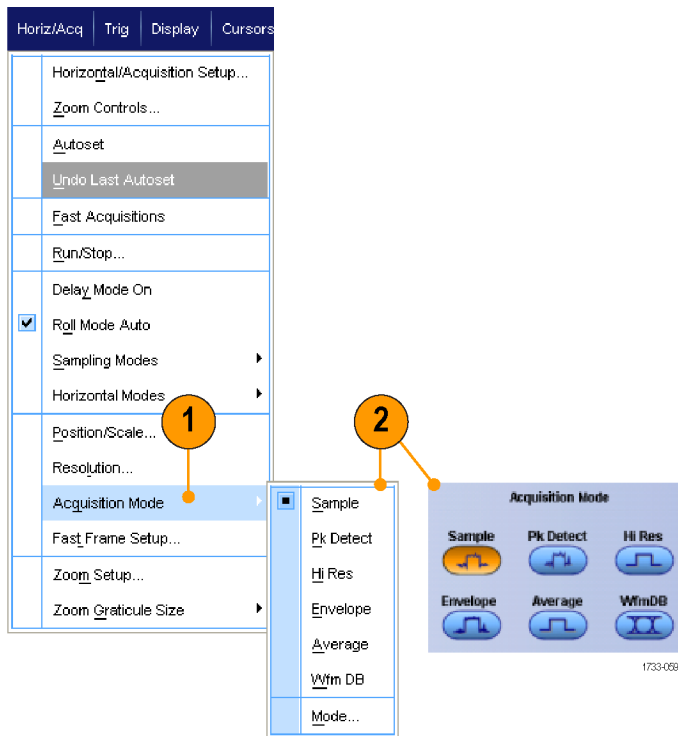 Horiz/Acq Trig Display Cursors
Horizontal/Acquisition Setup...
Zoom Controls...
Autoset
Undo Last Autoset
Fast Acquisitions
Run/Stop...
Delay Mode On
Roll Mode Auto
Sampling Modes
Horizontal Modes
Position/Scale...
Resolution...
Acquisition Mode
FastFrame Setup...
Zoom Setup...
Zoom Graticule Size
1
2
Sample
Pk Detect
Hi Res
Envelope
Average
Wfm DB
Mode...
Acquisition Mode
Sample Pk Detect Hi Res
Envelope Average WfmDB
1733-059